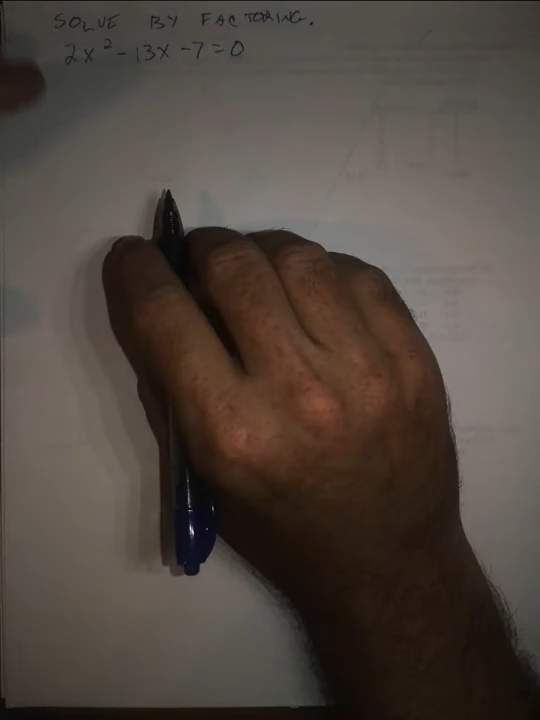 SOLVE BY FACTORING.
2x² - 13x - 7 = 0